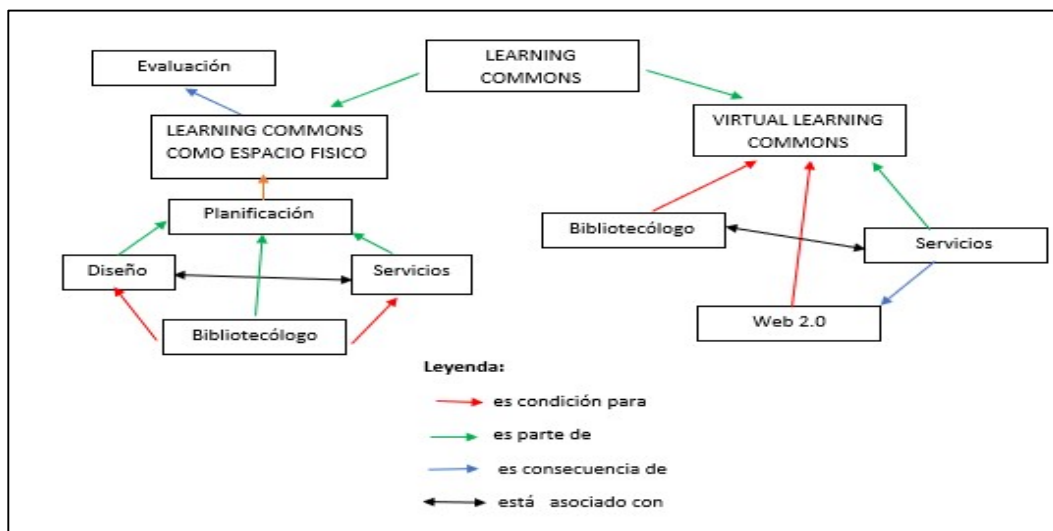 LEARNING
COMMONS
Evaluación
LEARNING COMMONS
COMO ESPACIO FISICO
VIRTUAL LEARNING
COMMONS
Planificación
Bibliotecólogo
Servicios
Diseño
Servicios
Bibliotecólogo
Web 2.0
Leyenda:
es condición para
es parte de
es consecuencia de
está asociado con